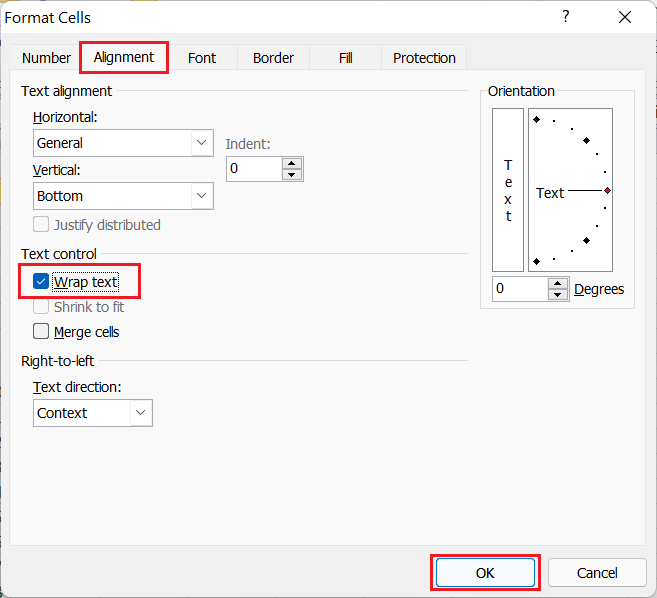 Format Cells ?
Number Alignment Font Border Fill Protection
Text alignment
Horizontal:
General
Indent:
0
Vertical:
Bottom
Justify distributed
Text control
Wrap text
Shrink to fit
Merge cells
Right-to-left
Text direction:
Context
Orientation
Text
Text
0 Degrees
OK Cancel